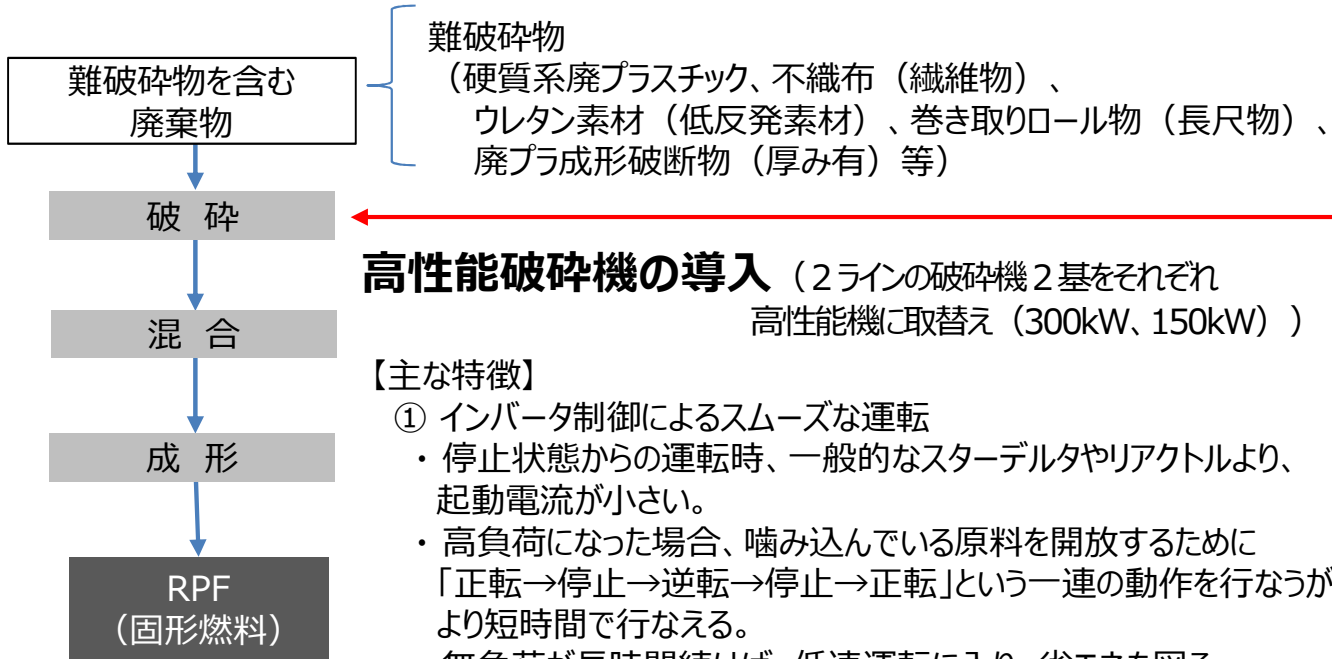 難破砕物を含む
廃棄物
難破砕物
（硬質系廃プラスチック、不織布（繊維物）、
ウレタン素材（低反発素材）、巻き取りロール物（長尺物）、
廃プラ成形破断物（厚み有）等）
破 砕
混 合
成 形
RPF
（固形燃料）
高性能破砕機の導入（２ラインの破砕機２基をそれぞれ
高性能機に取替え（300kW、150kW））
【主な特徴】
① インバータ制御によるスムーズな運転
・ 停止状態からの運転時、一般的なスターデルタやリアクトルより、
起動電流が小さい。
・ 高負荷になった場合、噛み込んでいる原料を開放するために
「正転→停止→逆転→停止→正転」という一連の動作を行なうが
より短時間で行なえる。